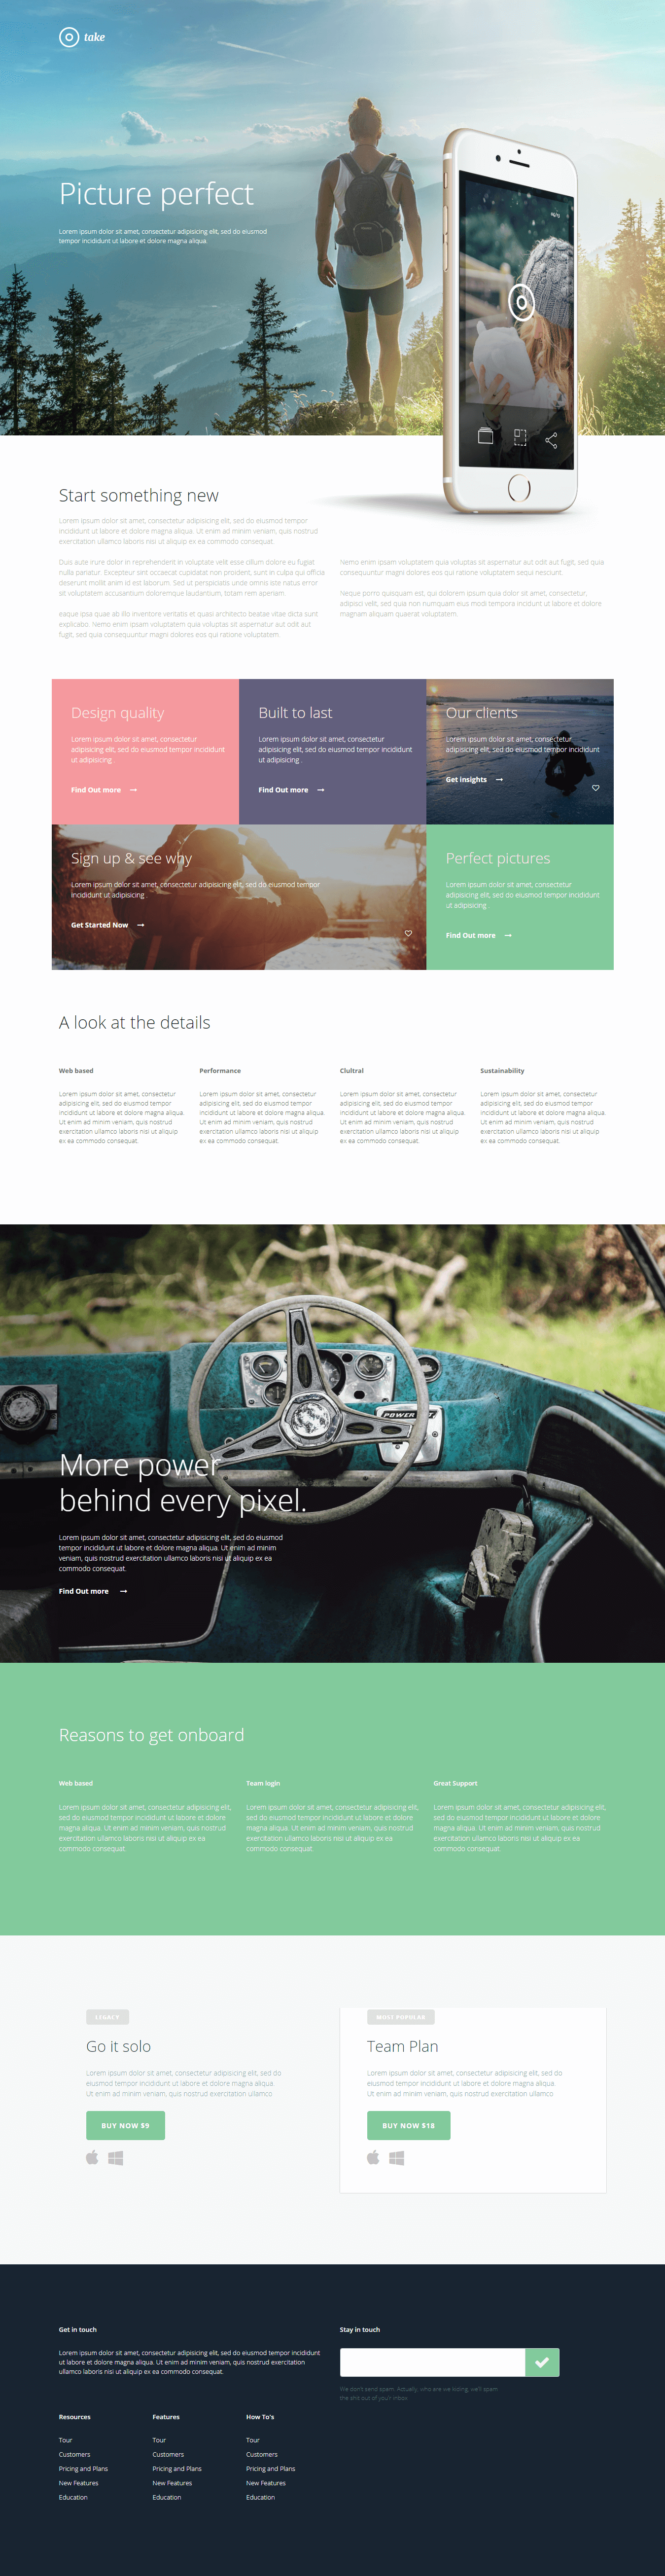 take
Picture perfect
Lorem ipsum dolor sit amet, consectetur adipisicing elit, sed do eiusmod
tempor incididunt ut labore et dolore magna aliqua.
Start something new
Lorem ipsum dolor sit amet, consectetur adipisicing elit, sed do eiusmod tempor
incididunt ut labore et dolore magna aliqua. Ut enim ad minim veniam, quis nostrud
exercitation ullamco laboris nisi ut aliquip ex ea commodo consequat.
Duis aute irure dolor in reprehenderit in voluptate velit esse cillum dolore eu fugiat
nulla pariatur. Excepteur sint occaecat cupidatat non proident, sunt in culpa qui officia
deserunt mollit anim id est laborum. Sed ut perspiciatis unde omnis iste natus error
sit voluptatem accusantium doloremque laudantium, totam rem aperiam.
eaque ipsa quae ab illo inventore veritatis et quasi architecto beatae vitae dicta sunt
explicabo. Nemo enim ipsam voluptatem quia voluptas sit aspernatur aut odit aut
fugit, sed quia consequuntur magni dolores eos qui ratione voluptatem.
Nemo enim ipsam voluptatem quia voluptas sit aspernatur aut odit aut fugit, sed quia
consequuntur magni dolores eos qui ratione voluptatem sequi nesciunt.
Neque porro quisquam est, qui dolorem ipsum quia dolor sit amet, consectetur,
adipisci velit, sed quia non numquam eius modi tempora incidunt ut labore et dolore
magnam aliquam quaerat voluptatem.
Design quality
Lorem ipsum dolor sit amet, consectetur
adipisicing elit, sed do eiusmod tempor incididunt
ut adipisicing
Find Out more
Built to last
Lorem ipsum dolor sit amet, consectetur
adipisicing elit, sed do eiusmod tempor incididunt
ut adipisicing .
Find Out more
Our clients
Lorem ipsum dolor sit amet, consectetur
adipisicing elit, sed do eiusmod tempor incididunt
Get insights
Sign up & see why
Lorem ipsum dolor sit amet, consectetur adipisicing elit, sed do eiusmod tempor
incididunt ut adipisicing .
Get Started Now
Perfect pictures
Lorem ipsum dolor sit amet, consectetur
adipisicing elit, sed do eiusmod tempor incididunt
ut adipisicing .
Find Out more
A look at the details
Web based
Lorem ipsum dolor sit amet, consectetur
adipisicing elit, sed do eiusmod tempor
incididunt ut labore et dolore magna aliqua.
Ut enim ad minim veniam, quis nostrud
exercitation ullamco laboris nisi ut aliquip
ex ea commodo consequat.
Performance
Lorem ipsum dolor sit amet, consectetur
adipisicing elit, sed do eiusmod tempor
incididunt ut labore et dolore magna aliqua.
Ut enim ad minim veniam, quis nostrud
exercitation ullamco laboris nisi ut aliquip
ex ea commodo consequat.
Clultral
Lorem ipsum dolor sit amet, consectetur
adipisicing elit, sed do eiusmod tempor
incididunt ut labore et dolore magna aliqua.
Ut enim ad minim veniam, quis nostrud
exercitation ullamco laboris nisi ut aliquip
ex ea commodo consequat.
Sustainability
Lorem ipsum dolor sit amet, consectetur
adipisicing elit, sed do eiusmod tempor
incididunt ut labore et dolore magna aliqua.
Ut enim ad minim veniam, quis nostrud
exercitation ullamco laboris nisi ut aliquip
ex ea commodo consequat.
POWER
More power
behind every pixel.
Lorem ipsum dolor sit amet, consectetur adipisicing elit, sed do eiusmod
tempor incididunt ut labore et dolore magna aliqua. Ut enim ad minim
veniam, quis nostrud exercitation ullamco laboris nisi ut aliquip ex ea
commodo consequat.
Find Out more
Reasons to get onboard
Web based
Lorem ipsum dolor sit amet, consectetur adipisicing elit,
sed do eiusmod tempor incididunt ut labore et dolore
magna aliqua. Ut enim ad minim veniam, quis nostrud
exercitation ullamco laboris nisi ut aliquip ex ea
commodo consequat.
Team login
Lorem ipsum dolor sit amet, consectetur adipisicing elit,
sed do eiusmod tempor incididunt ut labore et dolore
magna aliqua. Ut enim ad minim veniam, quis nostrud
exercitation ullamco laboris nisi ut aliquip ex ea
commodo consequat.
Great Support
Lorem ipsum dolor sit amet, consectetur adipisicing elit,
sed do eiusmod tempor incididunt ut labore et dolore
magna aliqua. Ut enim ad minim veniam, quis nostrud
exercitation ullamco laboris nisi ut aliquip ex ea
commodo consequat.
LEGACY
Go it solo
Lorem ipsum dolor sit amet, consectetur adipisicing elit, sed do
eiusmod tempor incididunt ut labore et dolore magna aliqua.
Ut enim ad minim veniam, quis nostrud exercitation ullamco
BUY NOW $9
MOST POPULAR
Team Plan
Lorem ipsum dolor sit amet, consectetur adipisicing elit, sed do
eiusmod tempor incididunt ut labore et dolore magna aliqua.
Ut enim ad minim veniam, quis nostrud exercitation ullamco
BUY NOW $18
Get in touch
Lorem ipsum dolor sit amet, consectetur adipisicing elit, sed do eiusmod tempor incididunt
ut labore et dolore magna aliqua. Ut enim ad minim veniam, quis nostrud exercitation
ullamco laboris nisi ut aliquip ex ea commodo consequat.
Stay in touch
We don't send spam. Actually, who are we kiding, we'll spam
the shit out of you'r inbox
Resources
Tour
Customers
Pricing and Plans
New Features
Education
Features
Tour
Customers
Pricing and Plans
New Features
Education
How To's
Tour
Customers
Pricing and Plans
New Features
Education